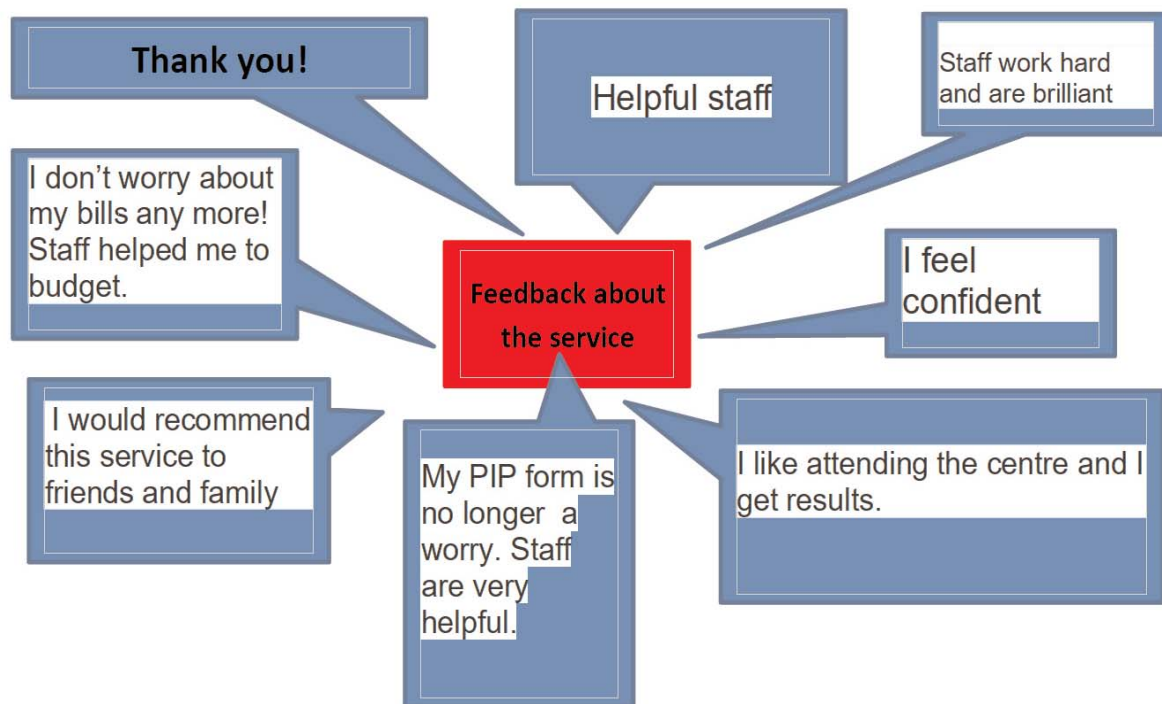 Thank you!
Helpful staff
Staff work hard
and are brilliant
I don’t worry about
my bills any more!
Staff helped me to
budget.
Feedback about
the service
I feel
confident
I would recommend
this service to
friends and family
My PIP form is
no longer a
worry. Staff
are very
helpful.
I like attending the centre and I
get results.